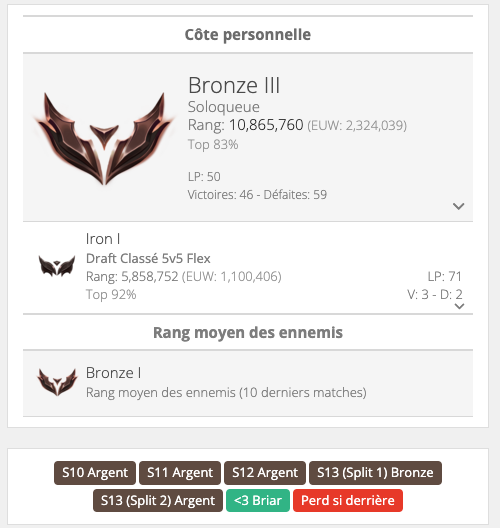 Côte personnelle
Bronze III
Soloqueue
Rang: 10,865,760 (EUW: 2,324,039)
Top 83%
LP: 50
Victoires: 46 - Défaites: 59
Iron I
Draft Classé 5v5 Flex
Rang: 5,858,752 (EUW: 1,100,406) LP: 71
Top 92% V: 3 - D: 2
Rang moyen des ennemis
Bronze I
Rang moyen des ennemis (10 derniers matches)
S10 Argent S11 Argent S12 Argent S13 (Split 1) Bronze
S13 (Split 2) Argent <3 Briar Perd si derrière